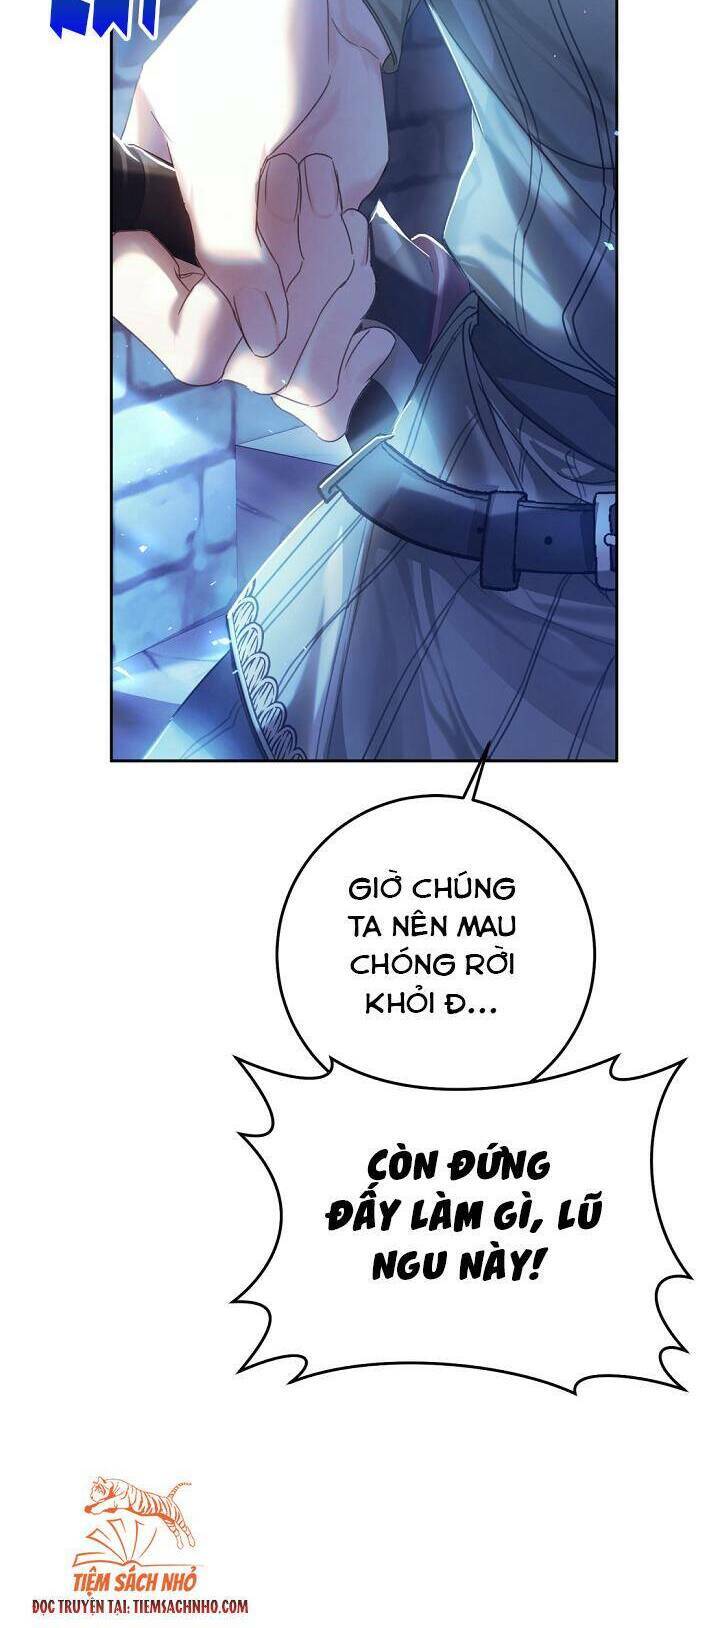 GIỜ CHÚNG
TA NÊN MAU
CHÓNG RỜI
KHỎI Đ...
CÒN ĐỨNG
ĐẤY LÀM GÌ, LŨ
NGU NÀY!
TIỆM SÁCH NHỎ
ĐỌC TRUYỆN TẠI: TIEMSACHNHO.COM